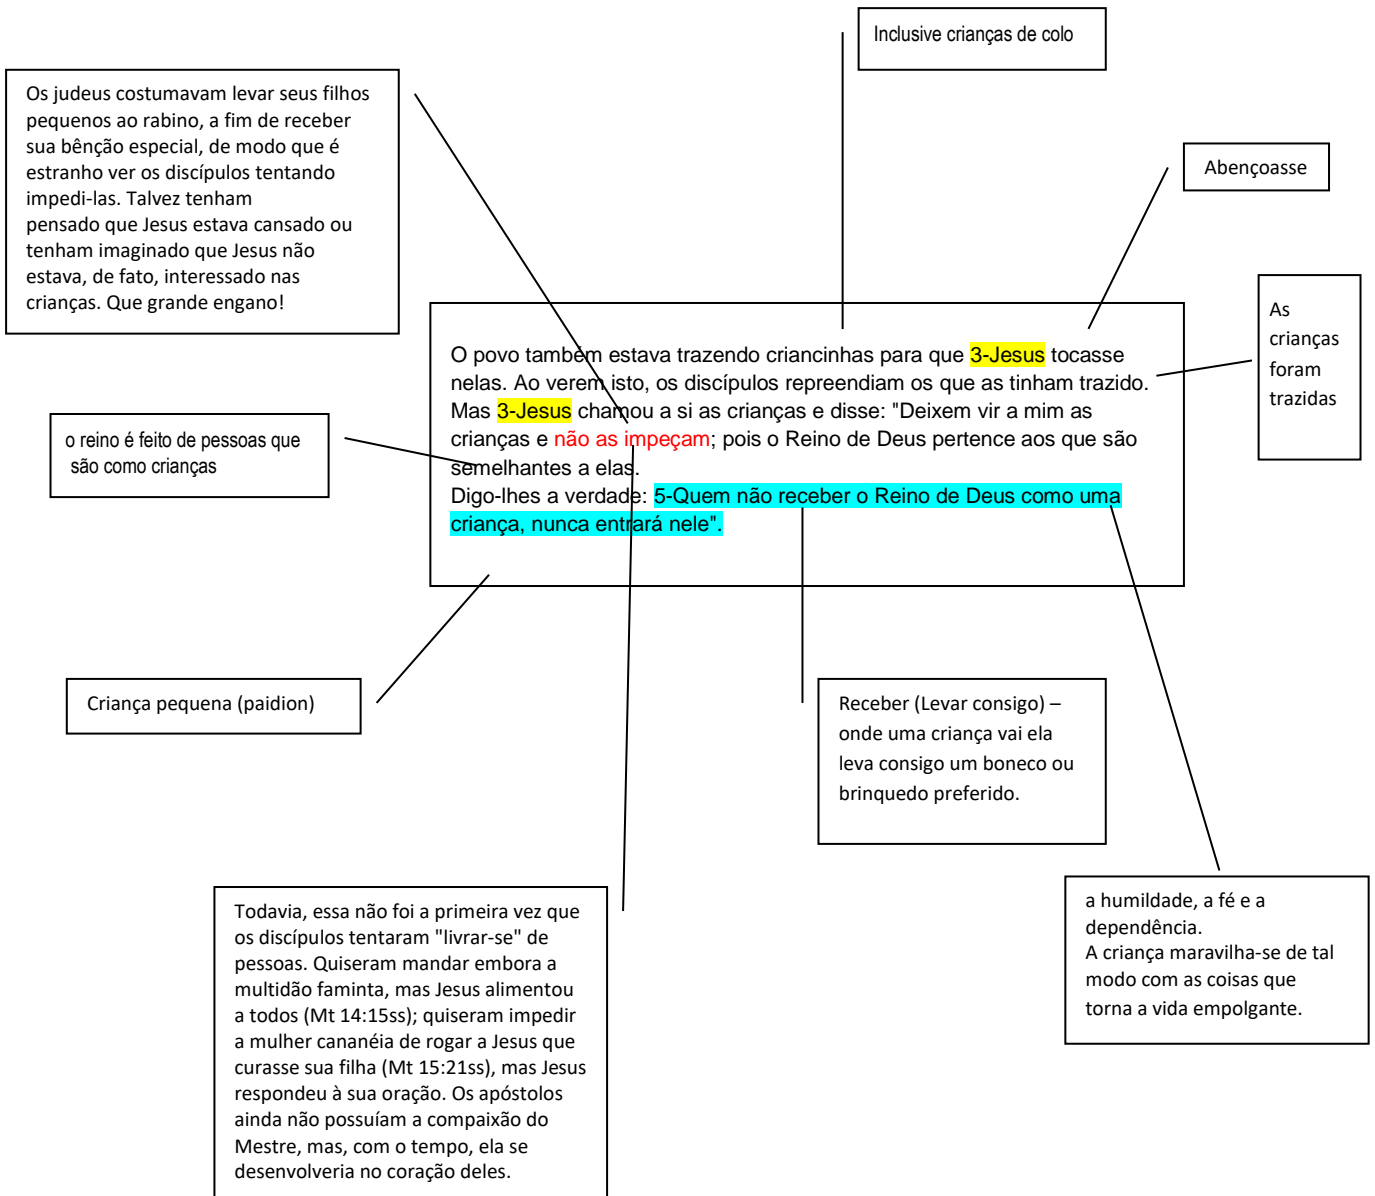 Inclusive crianças de colo
Os judeus costumavam levar seus filhos
pequenos ao rabino, a fim de receber
sua bênção especial, de modo que é
estranho ver os discípulos tentando
impedi-las. Talvez tenham
pensado que Jesus estava cansado ou
tenham imaginado que Jesus não
estava, de fato, interessado nas
crianças. Que grande engano!
Abençoasse
As
crianças
foram
trazidas
O povo também estava trazendo criancinhas para que 3-Jesus tocasse
nelas. Ao verem isto, os discípulos repreendiam os que as tinham trazido.
Mas 3-Jesus chamou a si as crianças e disse: "Deixem vir a mim as
crianças e não as impeçam; pois o Reino de Deus pertence aos que são
semelhantes a elas.
Digo-lhes a verdade: 5-Quem não receber o Reino de Deus como uma
criança, nunca entrará nele".
o reino é feito de pessoas que
são como crianças
Criança pequena (paidion)
Receber (Levar consigo) –
onde uma criança vai ela
leva consigo um boneco ou
brinquedo preferido.
Todavia, essa não foi a primeira vez que
os discípulos tentaram "livrar-se" de
pessoas. Quiseram mandar embora a
multidão faminta, mas Jesus alimentou
a todos (Mt 14:15ss); quiseram impedir
a mulher cananéia de rogar a Jesus que
curasse sua filha (Mt 15:21ss), mas Jesus
respondeu à sua oração. Os apóstolos
ainda não possuíam a compaixão do
Mestre, mas, com o tempo, ela se
desenvolveria no coração deles.
a humildade, a fé e a
dependência.
A criança maravilha-se de tal
modo com as coisas que
torna a vida empolgante.